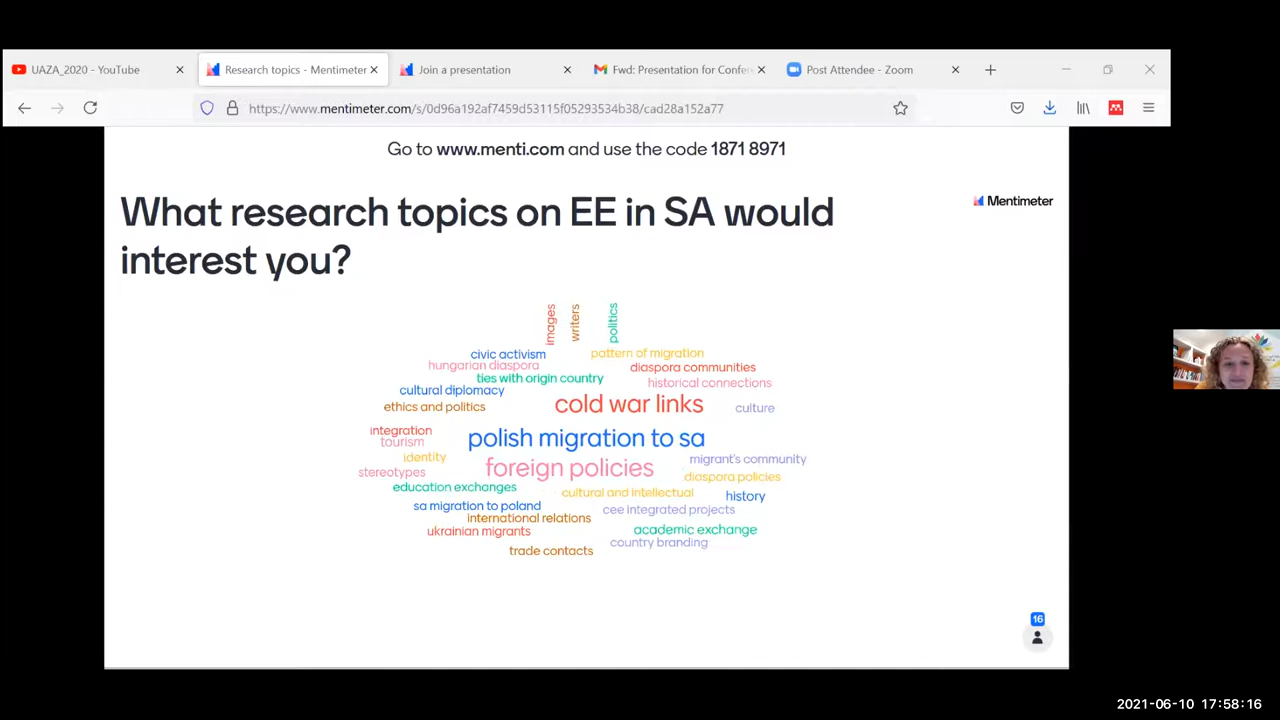 UAZA_2020 - YouTube
Research topics - Mentimeter
Join a presentation
Fwd: Presentation for Confer
Post Attendee - Zoom
https://www.mentimeter.com/s/0d96a192af7459d53115f05293534b38/cad28a152a77
Go to www.menti.com and use the code 1871 8971
Mentimeter
What research topics on EE in SA would
interest you?
images
writers
politics
civic activism
pattern of migration
hungarian diaspora
diaspora communities
ties with origin country
historical connections
cultural diplomacy
cold war links
culture
ethics and politics
integration
polish migration to sa
tourism
identity
migrant's community
foreign policies
stereotypes
diaspora policies
education exchanges
cultural and intellectual
history
sa migration to poland
cee integrated projects
international relations
ukrainian migrants
academic exchange
country branding
trade contacts
16
2021-06-10 17:58:16